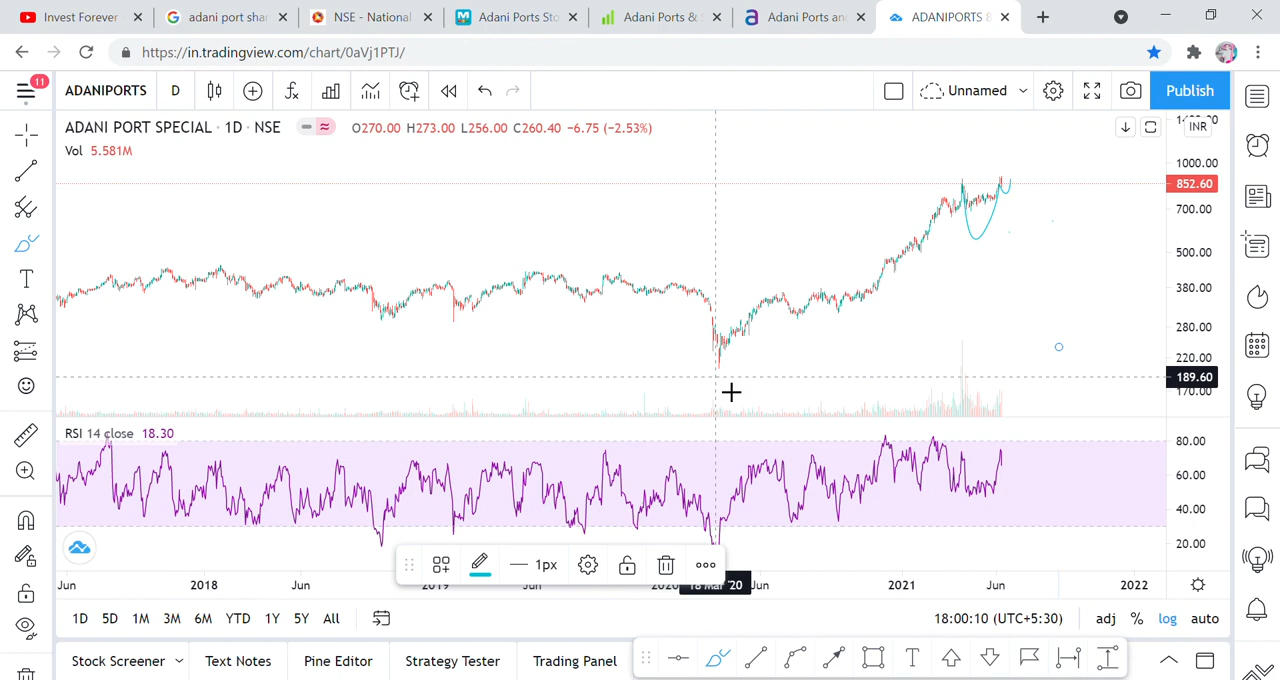 Invest Forever
adani port shar
NSE - National
Adani Ports Sto
Adani Ports & S
Adani Ports and
ADANIPORTS 8
https://in.tradingview.com/chart/0aVj1PTJ/
11
ADANIPORTS
D
Unnamed
Publish
ADANI PORT SPECIAL · 1D · NSE
O270.00 H273.00 L256.00 C260.40 −6.75 (−2.53%)
Vol 5.581M
INR
1000.00
852.60
700.00
500.00
380.00
280.00
220.00
189.60
170.00
RSI 14 close 18.30
80.00
60.00
40.00
20.00
1px
Jun 2018 Jun 2019 Jun 2020 18 Mar '20 Jun 2021 Jun 2022
1D 5D 1M 3M 6M YTD 1Y 5Y All
18:00:10 (UTC+5:30) adj % log auto
Stock Screener Text Notes Pine Editor Strategy Tester Trading Panel